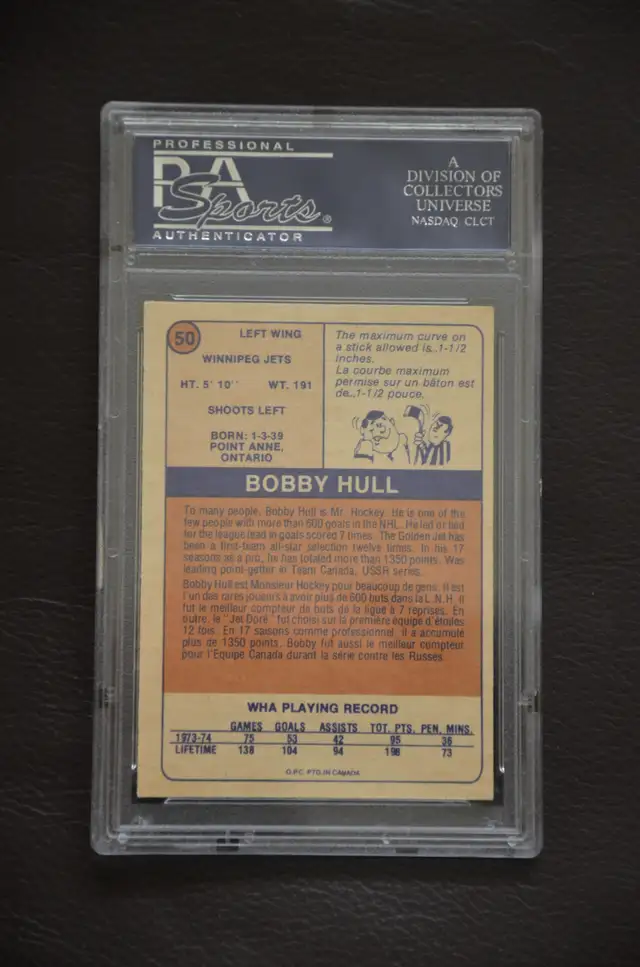 PROFESSIONAL
PSA
Sports®
AUTHENTICATOR
A
DIVISION OF
COLLECTORS
UNIVERSE
NASDAQ: CLCT
50
LEFT WING
WINNIPEG JETS
HT. 5' 10" WT. 191
SHOOTS LEFT
BORN: 1-3-39
POINT ANNE,
ONTARIO
The maximum curve on
a stick allowed is..1-1/2
inches.
La courbe maximum
permise sur un bâton est
de..1-1/2 pouce.
BOBBY HULL
To many people, Bobby Hull is Mr. Hockey. He is one of the
few people with more than 600 goals in the NHL. He led or tied
for the league lead in goals scored 7 times. The Golden Jet has
been a first-team all-star selection twelve times. In his 17
seasons as a pro, he has totaled more than 1350 points. Was
leading point-getter in Team Canada, USSR series.
Bobby Hull est Monsieur Hockey pour beaucoup de gens. Il est
l'un des rares joueurs à avoir plus de 600 buts dans la L.N.H. Il
fut le meilleur compteur de buts de la ligue à 7 reprises. En
outre, le "Jet Doré" fut choisi sur la première équipe d'étoiles
12 fois. En 17 saisons comme professionnel, il a accumulé
plus de 1350 points. Bobby fut aussi le meilleur compteur
pour l'Equipe Canada durant la série contre les Russes.
WHA PLAYING RECORD
GAMES GOALS ASSISTS TOT. PTS. PEN. MINS.
1973-74 75 53 42 95 38
LIFETIME 138 104 94 198 73
O.P.C. PTG. IN CANADA